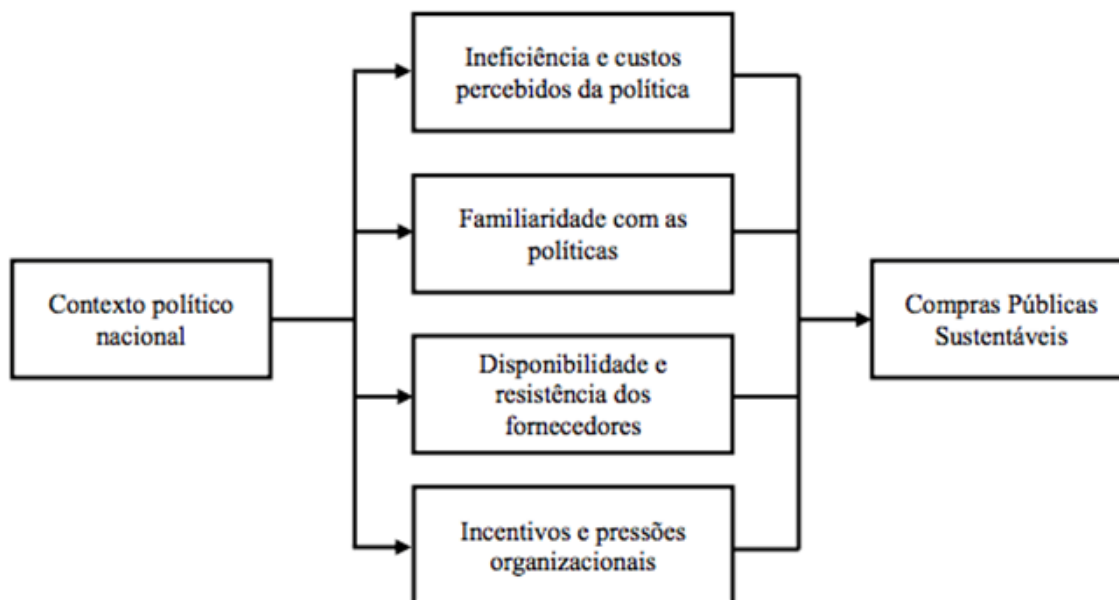 Ineficiência e custos
percebidos da política
Familiaridade com as
políticas
Contexto político
nacional
Compras Públicas
Sustentáveis
Disponibilidade e
resistência dos
fornecedores
Incentivos e pressões
organizacionais